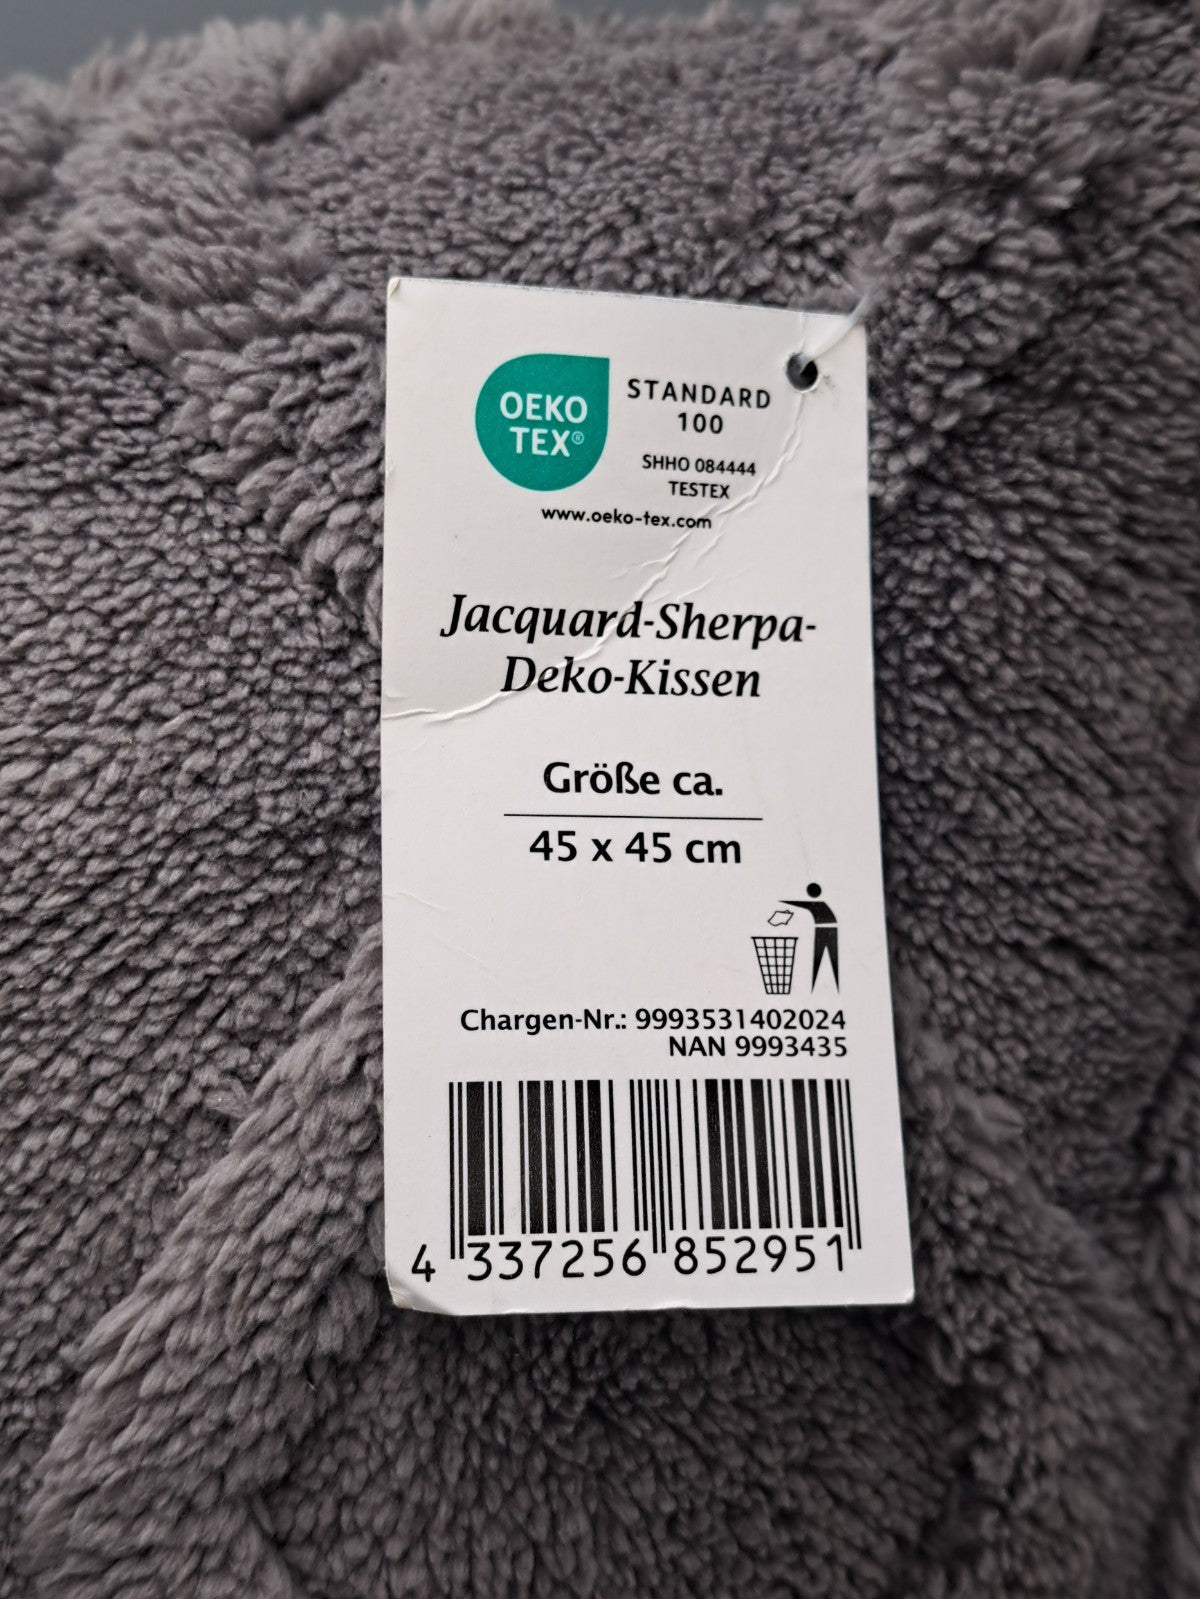 OEKO
TEX®
STANDARD
100
SHHO 084444
TESTEX
www.oeko-tex.com
Jacquard-Sherpa-
Deko-Kissen
Größe ca.
45 x 45 cm
Chargen-Nr.: 9993531402024
NAN 9993435
4 337256 852951